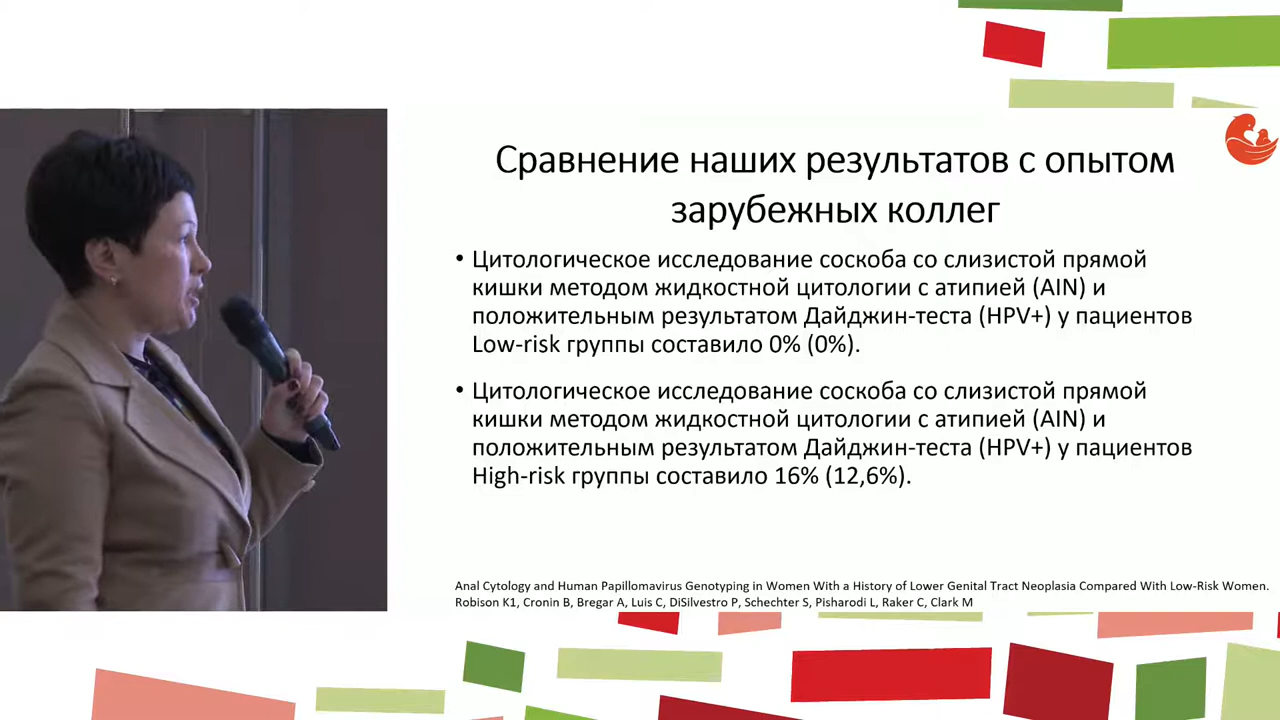 Сравнение наших результатов с опытом
зарубежных коллег
• Цитологическое исследование соскоба со слизистой прямой
кишки методом жидкостной цитологии с атипией (AIN) и
положительным результатом Дайджин-теста (HPV+) у пациентов
Low-risk группы составило 0% (0%).
• Цитологическое исследование соскоба со слизистой прямой
кишки методом жидкостной цитологии с атипией (AIN) и
положительным результатом Дайджин-теста (HPV+) у пациентов
High-risk группы составило 16% (12,6%).
Anal Cytology and Human Papillomavirus Genotyping in Women With a History of Lower Genital Tract Neoplasia Compared With Low-Risk Women.
Robison K1, Cronin B, Bregar A, Luis C, DiSilvestro P, Schechter S, Pisharodi L, Raker C, Clark M